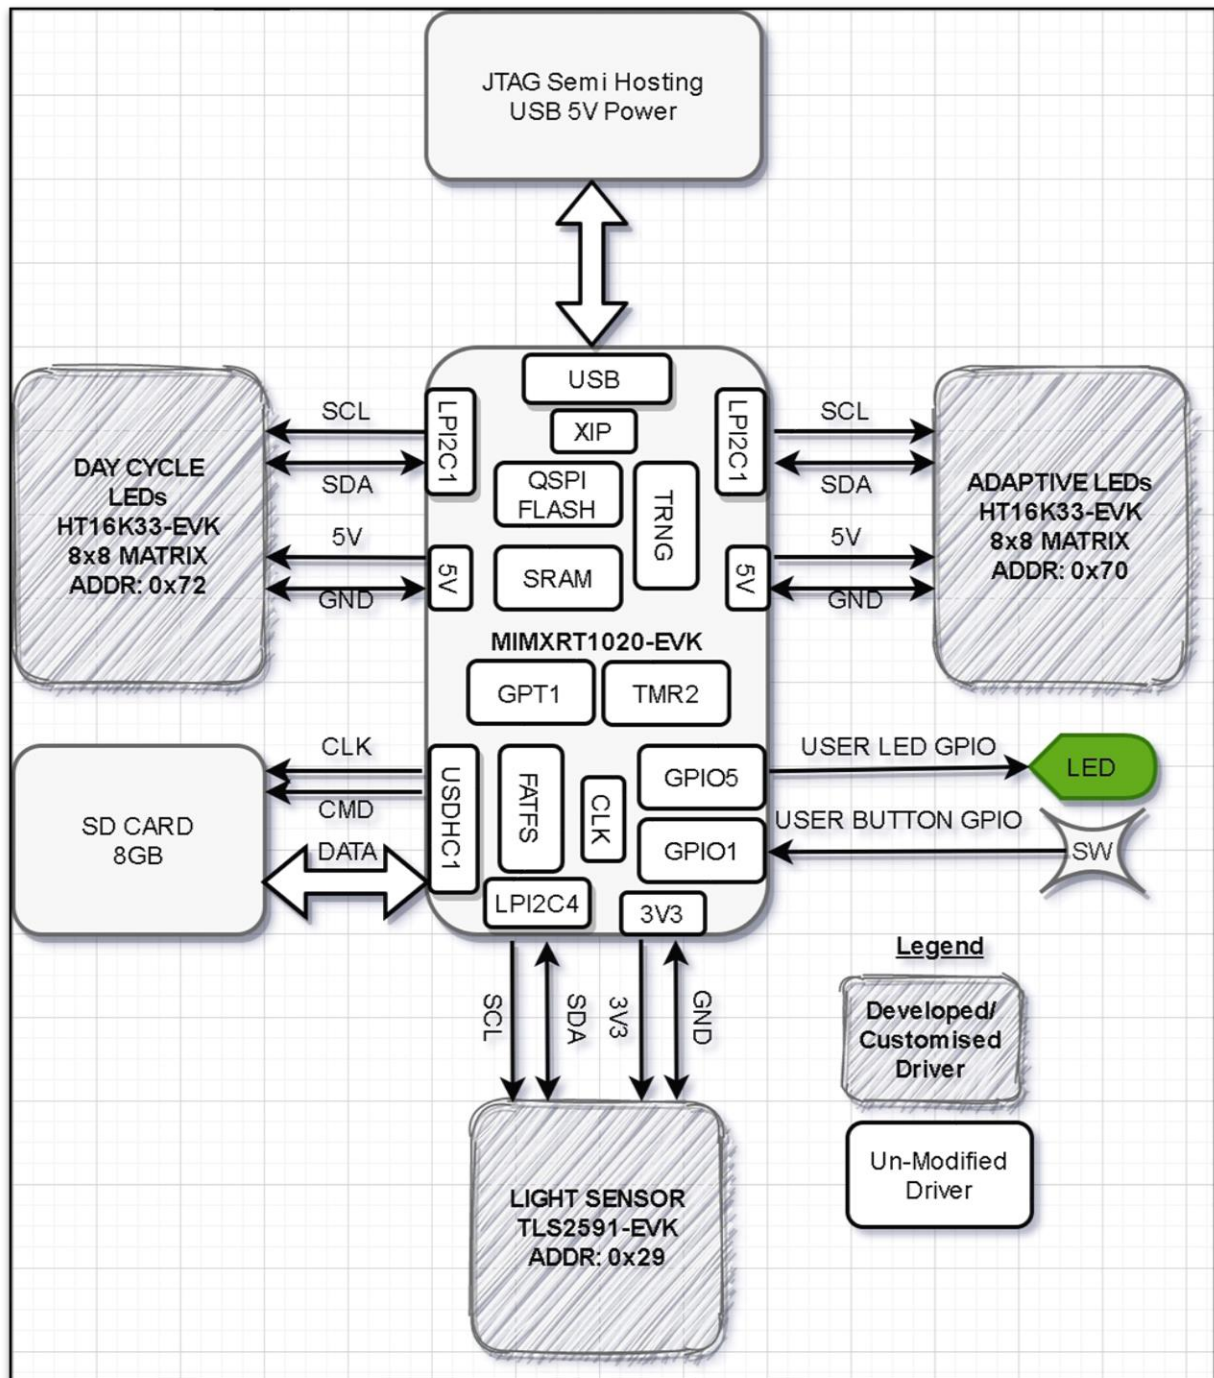 JTAG Semi Hosting
USB 5V Power
USB
XIP
QSPI
FLASH
TRNG
SRAM
LPI2C1
LPI2C1
5V
5V
SCL
SDA
5V
GND
DAY CYCLE
LEDs
HT16K33-EVK
8x8 MATRIX
ADDR: 0x72
SCL
SDA
5V
GND
ADAPTIVE LEDs
HT16K33-EVK
8x8 MATRIX
ADDR: 0x70
MIMXRT1020-EVK
GPT1
TMR2
USDHC1
FATFS
CLK
GPIO5
GPIO1
LPI2C4
3V3
CLK
CMD
DATA
SD CARD
8GB
USER LED GPIO
LED
USER BUTTON GPIO
SW
SCL
SDA
3V3
GND
LIGHT SENSOR
TLS2591-EVK
ADDR: 0x29
Legend
Developed/
Customised
Driver
Un-Modified
Driver